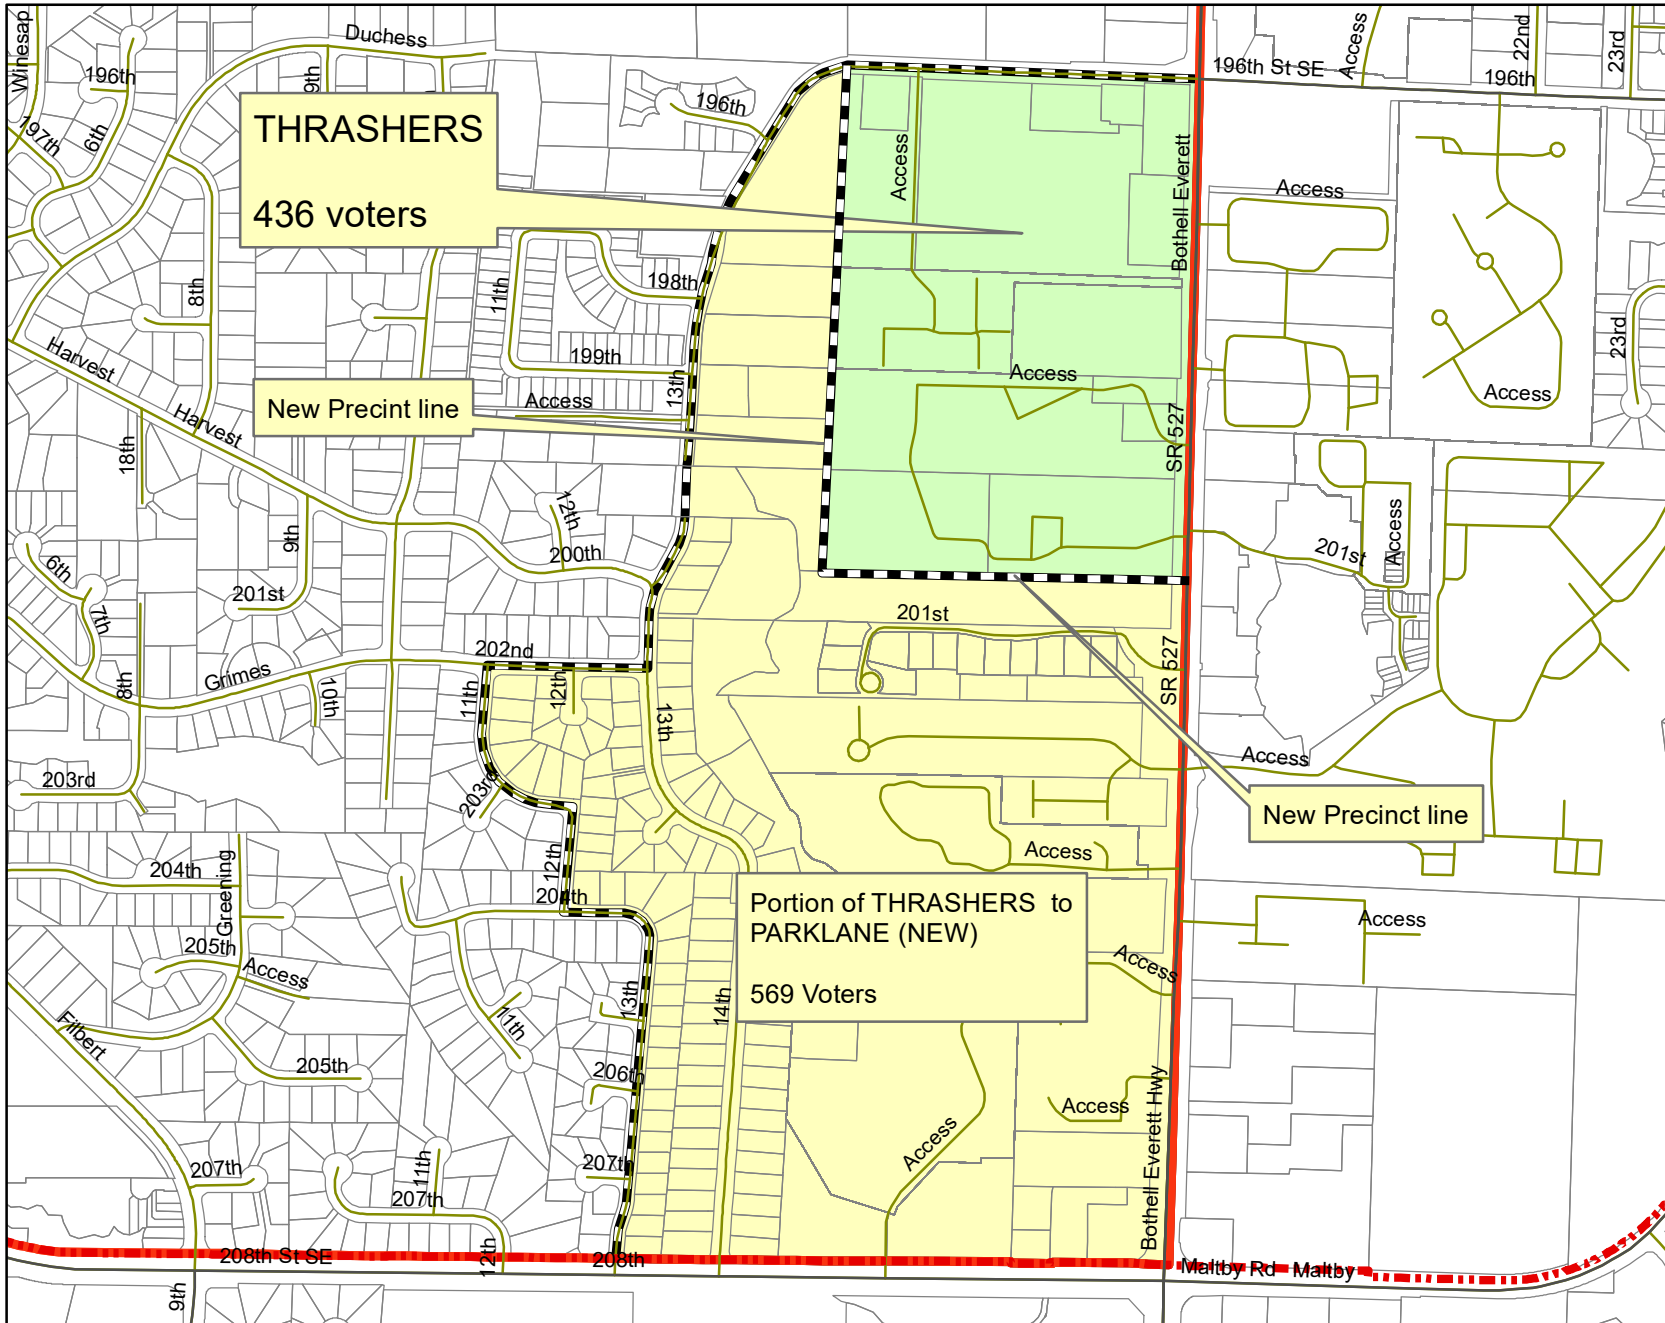 Winesap
Duchess
196th
9th
197th
6th
196th
THRASHERS
436 voters
Access
Bothell Everett
196th St SE
Access
196th
22nd
23rd
Access
8th
11th
198th
199th
13th
Access
Harvest
Harvest
New Precint line
18th
Access
SR 527
Access
23rd
9th
12th
200th
201st
6th
7th
201st
Access
201st
SR 527
202nd
Grimes
8th
10th
11th
12th
13th
203rd
203rd
Access
New Precinct line
204th
Greening
12th
204th
Access
Portion of THRASHERS to
PARKLANE (NEW)
569 Voters
Access
Access
205th
Access
Filbert
205th
11th
13th
14th
206th
Access
Access
Bothell Everett Hwy
207th
11th
207th
207th
208th St SE
12th
208th
9th
Maltby Rd
Maltby